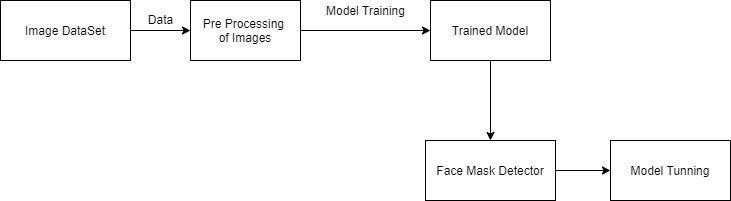 Image DataSet
Data
Pre Processing
of Images
Model Training
Trained Model
Face Mask Detector
Model Tunning